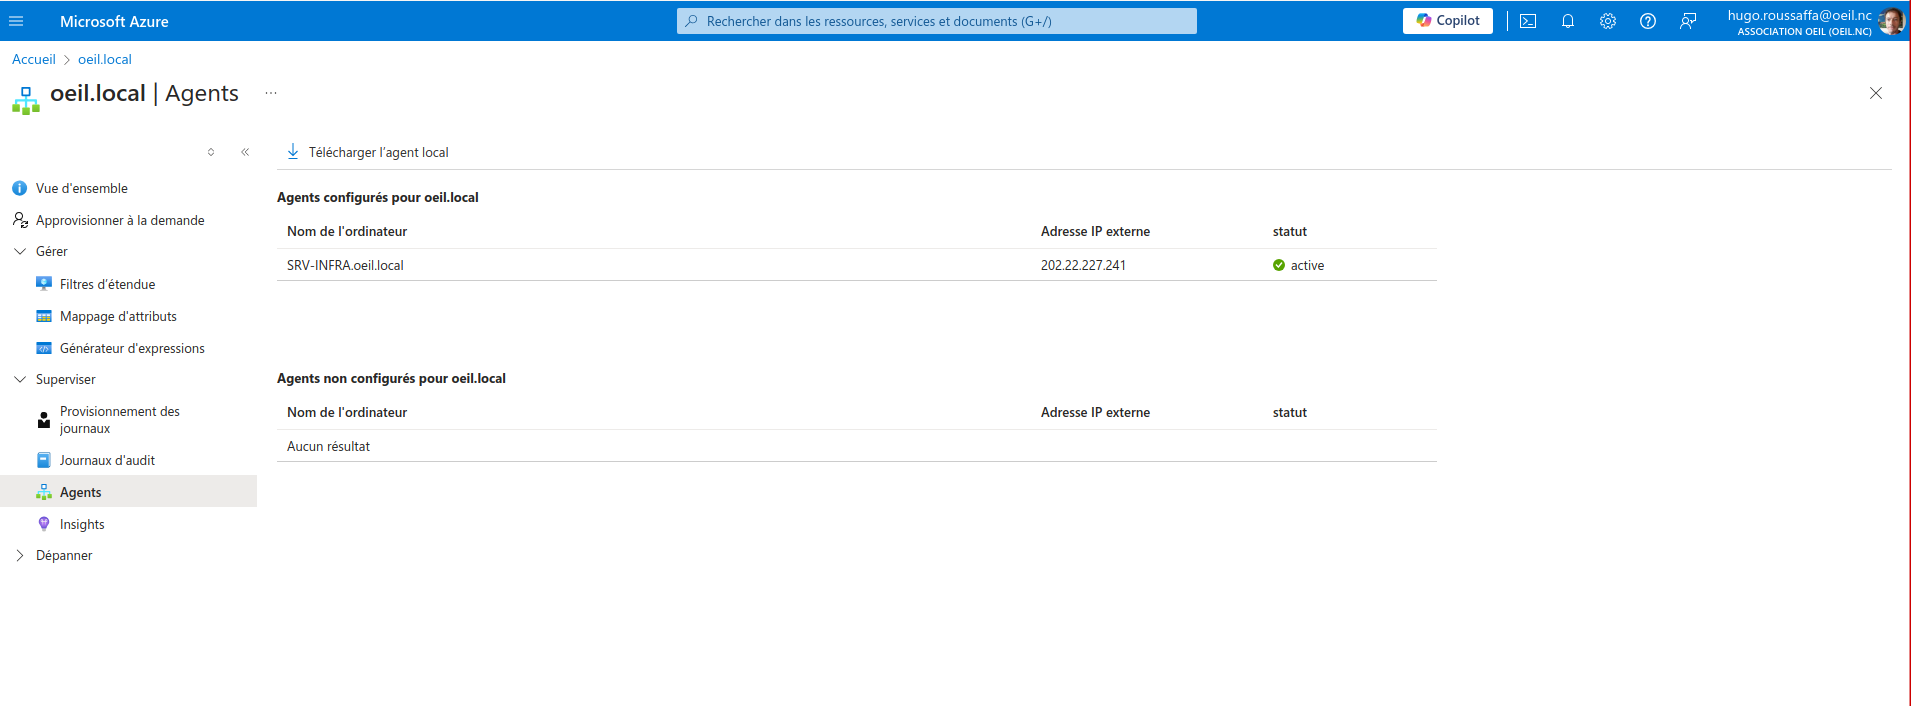 Microsoft Azure
Rechercher dans les ressources, services et documents (G+/)
Copilot
hugo.roussaffa@oeil.nc
ASSOCIATION OEIL (OEIL.NC)
Accueil > oeil.local
oeil.local | Agents ...
Télécharger l'agent local
Vue d'ensemble
Approvisionner à la demande
Gérer
Filtres d'étendue
Mappage d'attributs
Générateur d'expressions
Superviser
Provisionnement des
journaux
Journaux d'audit
Agents
Insights
Dépanner
Agents configurés pour oeil.local
Nom de l'ordinateur Adresse IP externe statut
SRV-INFRA.oeil.local 202.22.227.241 active
Agents non configurés pour oeil.local
Nom de l'ordinateur Adresse IP externe statut
Aucun résultat